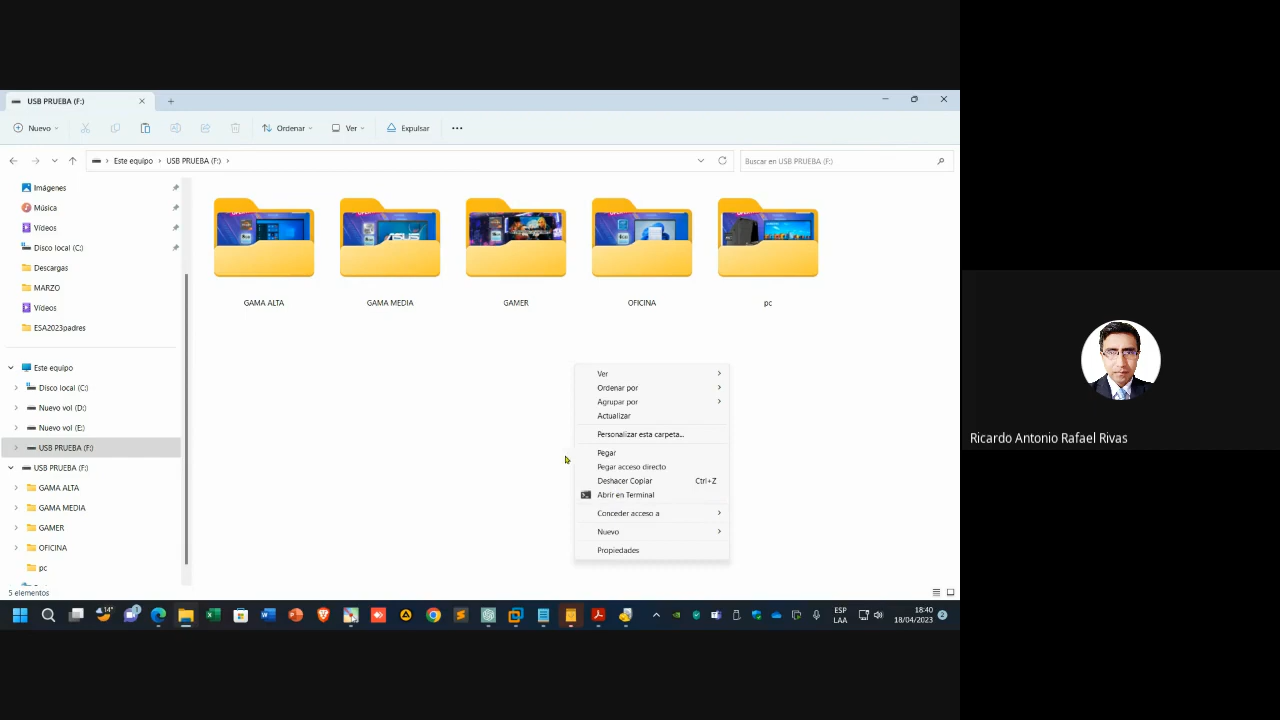 USB PRUEBA (F:)
Nuevo
Ordenar
Ver
Expulsar
Este equipo
USB PRUEBA (F:)
Buscar en USB PRUEBA (F:)
Imágenes
Música
Vídeos
Disco local (C:)
Descargas
MARZO
Vídeos
ESA2023padres
Este equipo
Disco local (C:)
Nuevo vol (D:)
Nuevo vol (E:)
USB PRUEBA (F:)
USB PRUEBA (F:)
GAMA ALTA
GAMA MEDIA
GAMER
OFICINA
pc
GAMA ALTA
GAMA MEDIA
GAMER
OFICINA
pc
Ver
Ordenar por
Agrupar por
Actualizar
Personalizar esta carpeta...
Pegar
Pegar acceso directo
Deshacer Copiar Ctrl+Z
Abrir en Terminal
Conceder acceso a
Nuevo
Propiedades
5 elementos
14°
ESP
LAA
18:40
18/04/2023
Ricardo Antonio Rafael Rivas